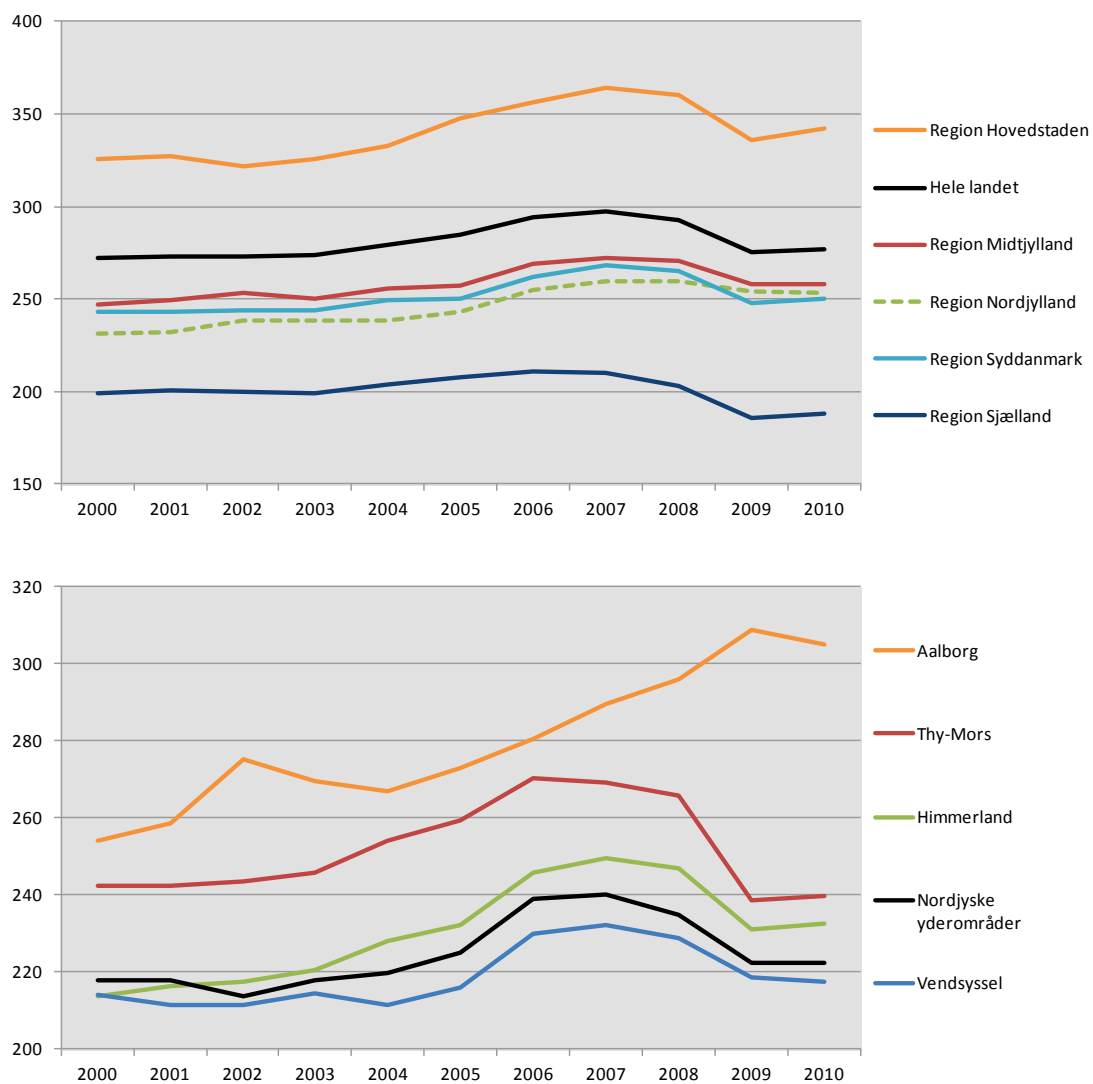 400
350
300
250
200
150
2000 2001 2002 2003 2004 2005 2006 2007 2008 2009 2010
Region Hovedstaden
Hele landet
Region Midtjylland
Region Nordjylland
Region Syddanmark
Region Sjælland
320
300
280
260
240
220
200
2000 2001 2002 2003 2004 2005 2006 2007 2008 2009 2010
Aalborg
Thy-Mors
Himmerland
Nordjyske
yderområder
Vendsyssel